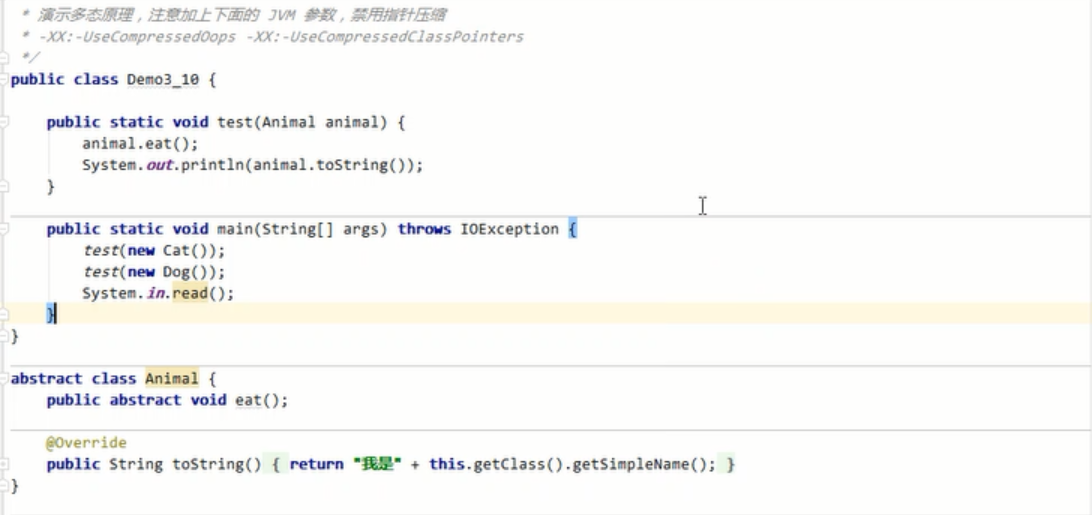 * 演示多态原理，注意加上下面的 JVM 参数，禁用指针压缩
* -XX:-UseCompressedOops -XX:-UseCompressedClassPointers
*/
public class Demo3_10 {
    public static void test(Animal animal) {
        animal.eat();
        System.out.println(animal.toString());
    }
    public static void main(String[] args) throws IOException {
        test(new Cat());
        test(new Dog());
        System.in.read();
    }
}
abstract class Animal {
    public abstract void eat();
    @Override
    public String toString() { return "我是" + this.getClass().getSimpleName(); }
}